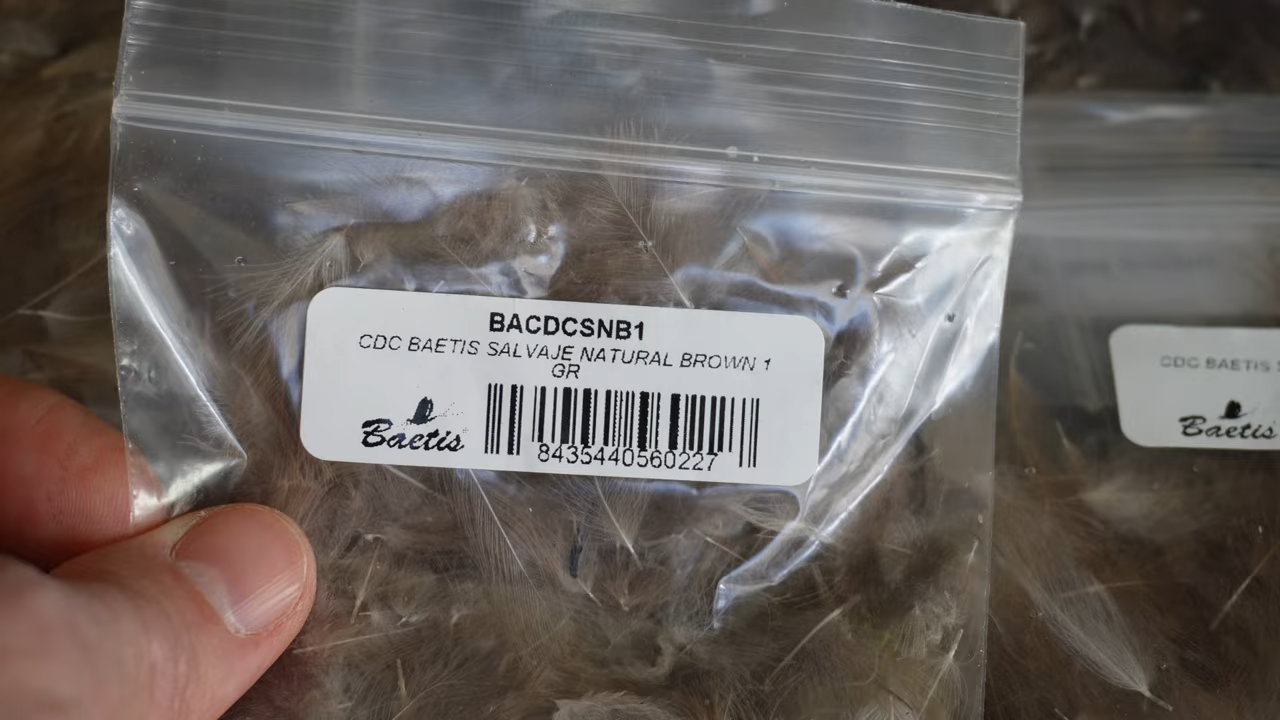 BACDCSNB1
CDC BAETIS SALVAJE NATURAL BROWN 1
GR
Baetis
8435440560227
CDC BAETIS
Baetis